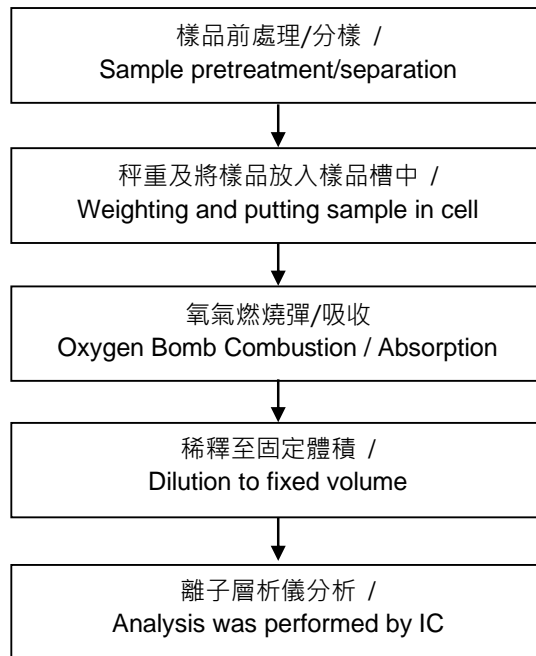 樣品前處理/分樣 /
Sample pretreatment/separation
秤重及將樣品放入樣品槽中 /
Weighting and putting sample in cell
氧氣燃燒彈/吸收
Oxygen Bomb Combustion / Absorption
稀釋至固定體積 /
Dilution to fixed volume
離子層析儀分析 /
Analysis was performed by IC